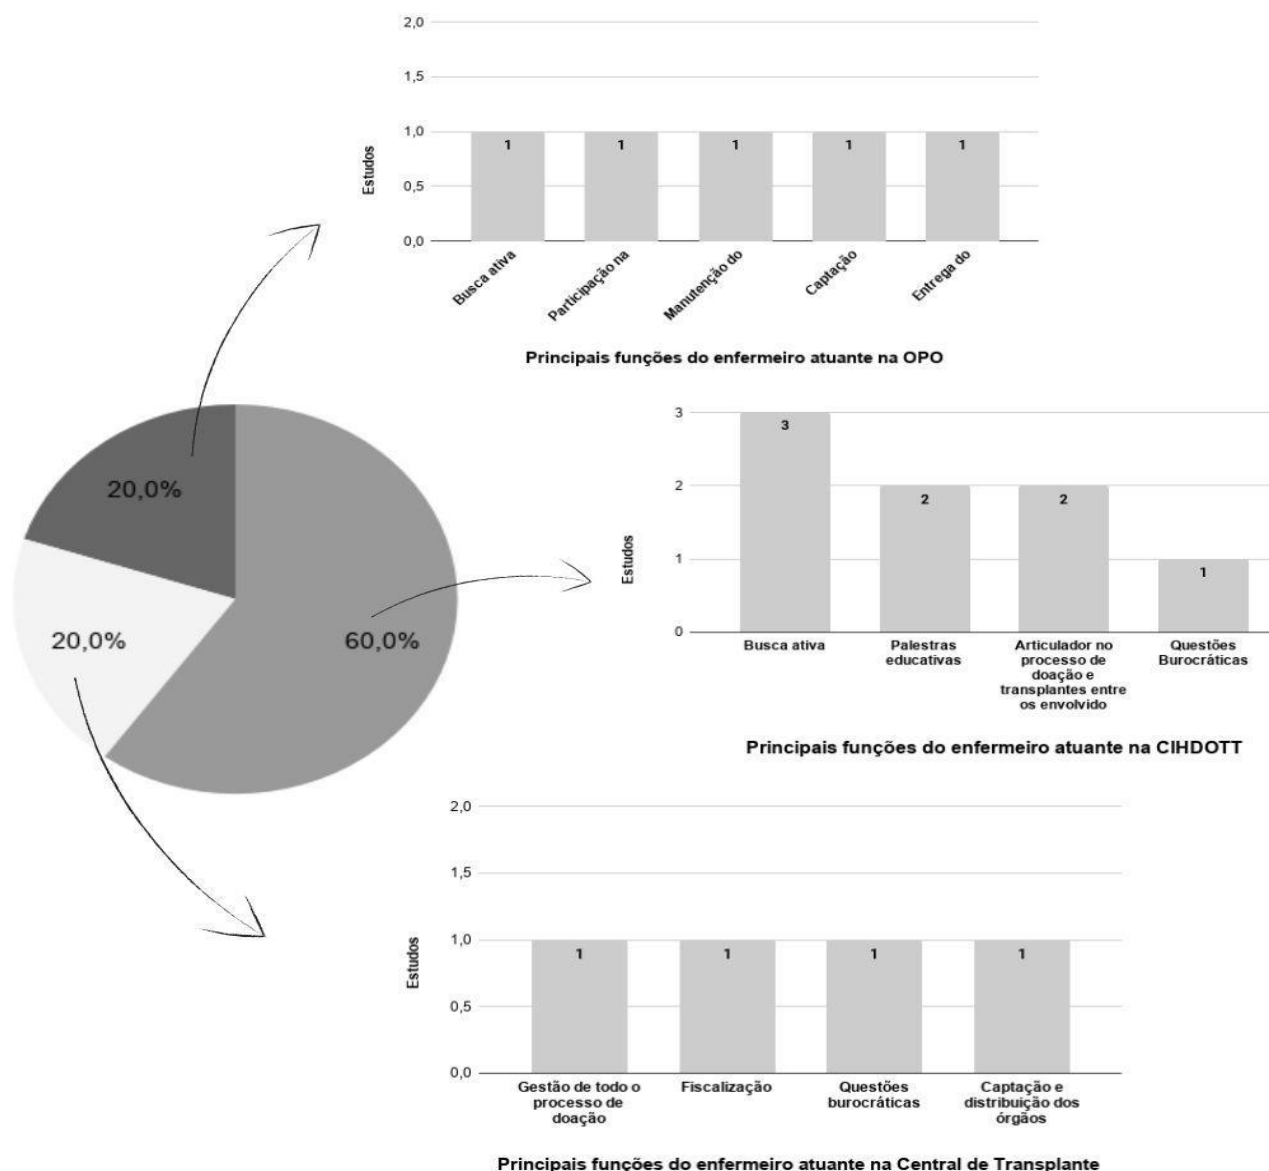 2,0
1,5
1,0
0,5
0,0
Estudos
1
1
1
1
1
Busca ativa
Participação na
Manutenção do
Captação
Entrega do
Principais funções do enfermeiro atuante na OPO
20,0%
20,0%
60,0%
3
2
1
0
Estudos
3
2
2
1
Busca ativa
Palestras
educativas
Articulador no
processo de
doação e
transplantes entre
os envolvido
Questões
Burocráticas
Principais funções do enfermeiro atuante na CIHDOTT
2,0
1,5
1,0
0,5
0,0
Estudos
1
1
1
1
Gestão de todo o
processo de
doação
Fiscalização
Questões
burocráticas
Captação e
distribuição dos
órgãos
Principais funções do enfermeiro atuante na Central de Transplante